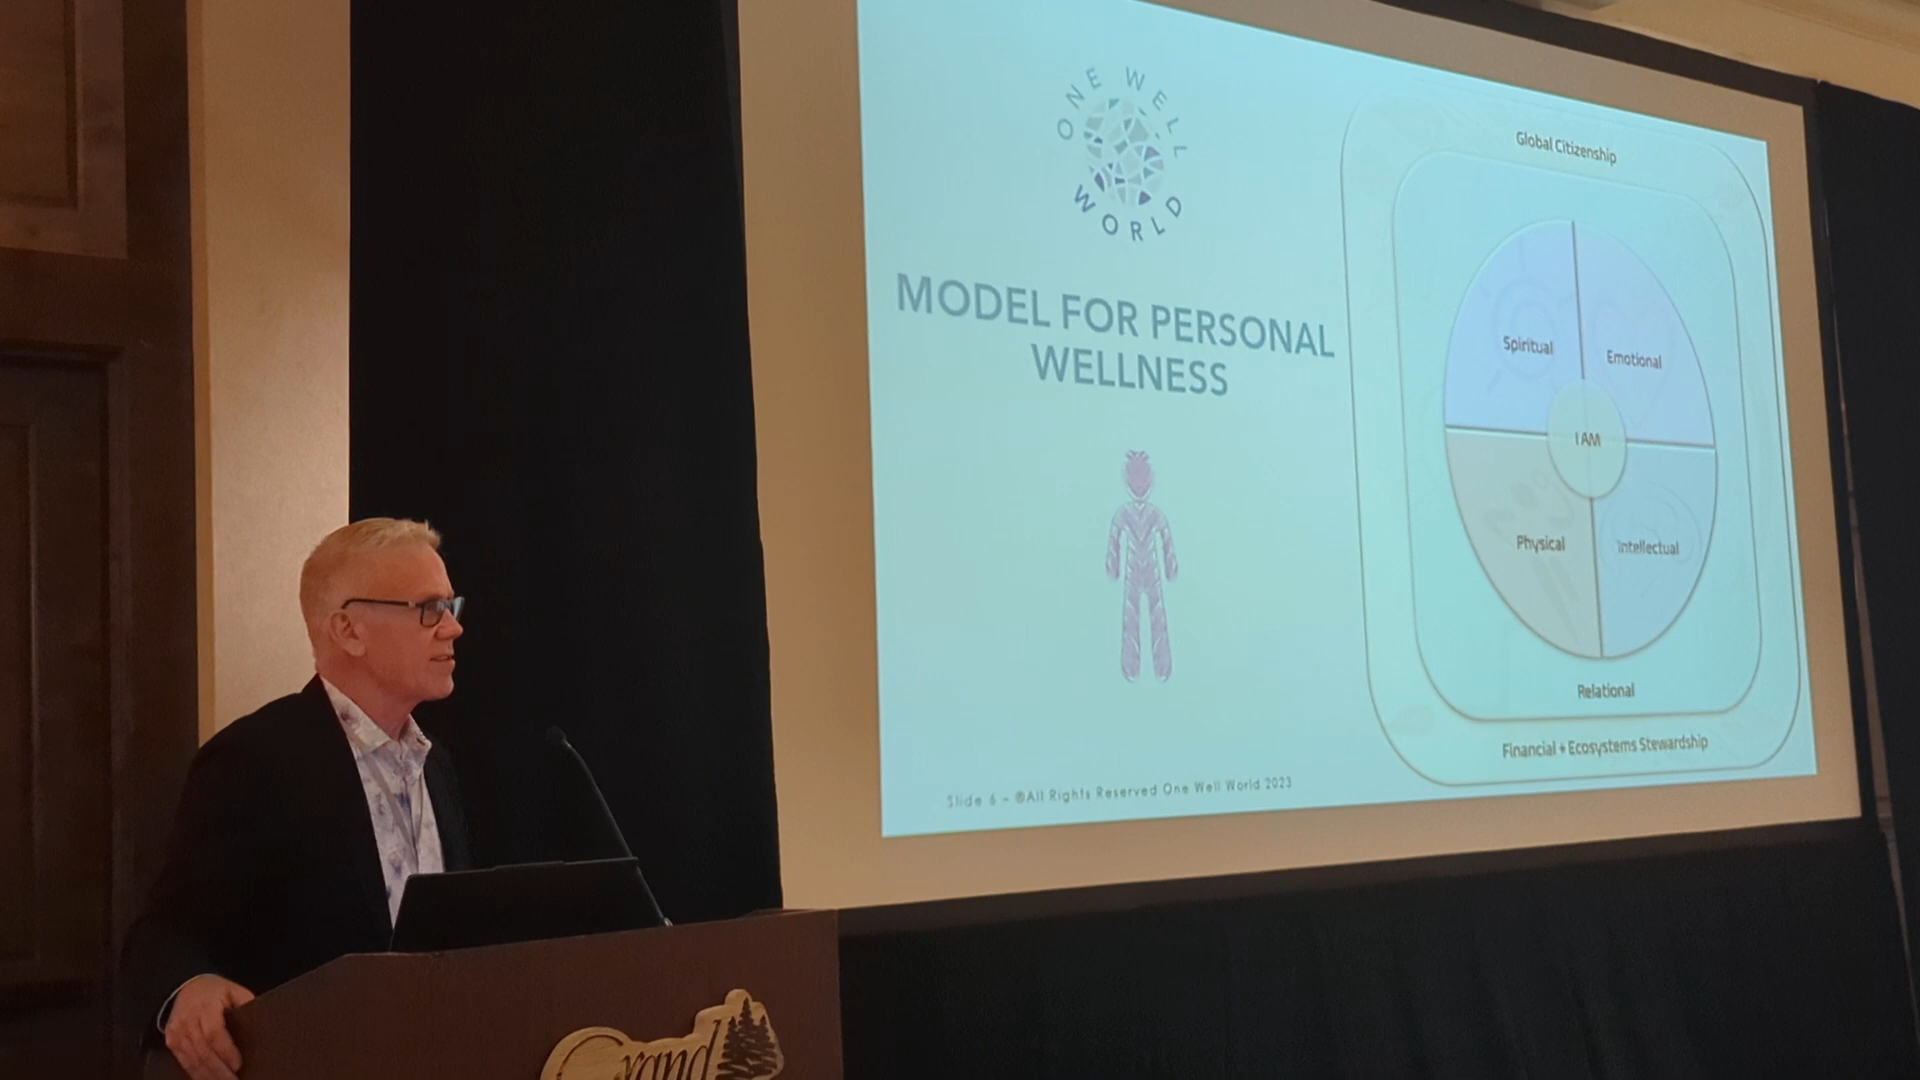 ONE WELL
WORLD
MODEL FOR PERSONAL
WELLNESS
Slide 6 – ®All Rights Reserved One Well World 2023
Global Citizenship
Spiritual
Emotional
I AM
Physical
Intellectual
Relational
Financial + Ecosystems Stewardship
Grand